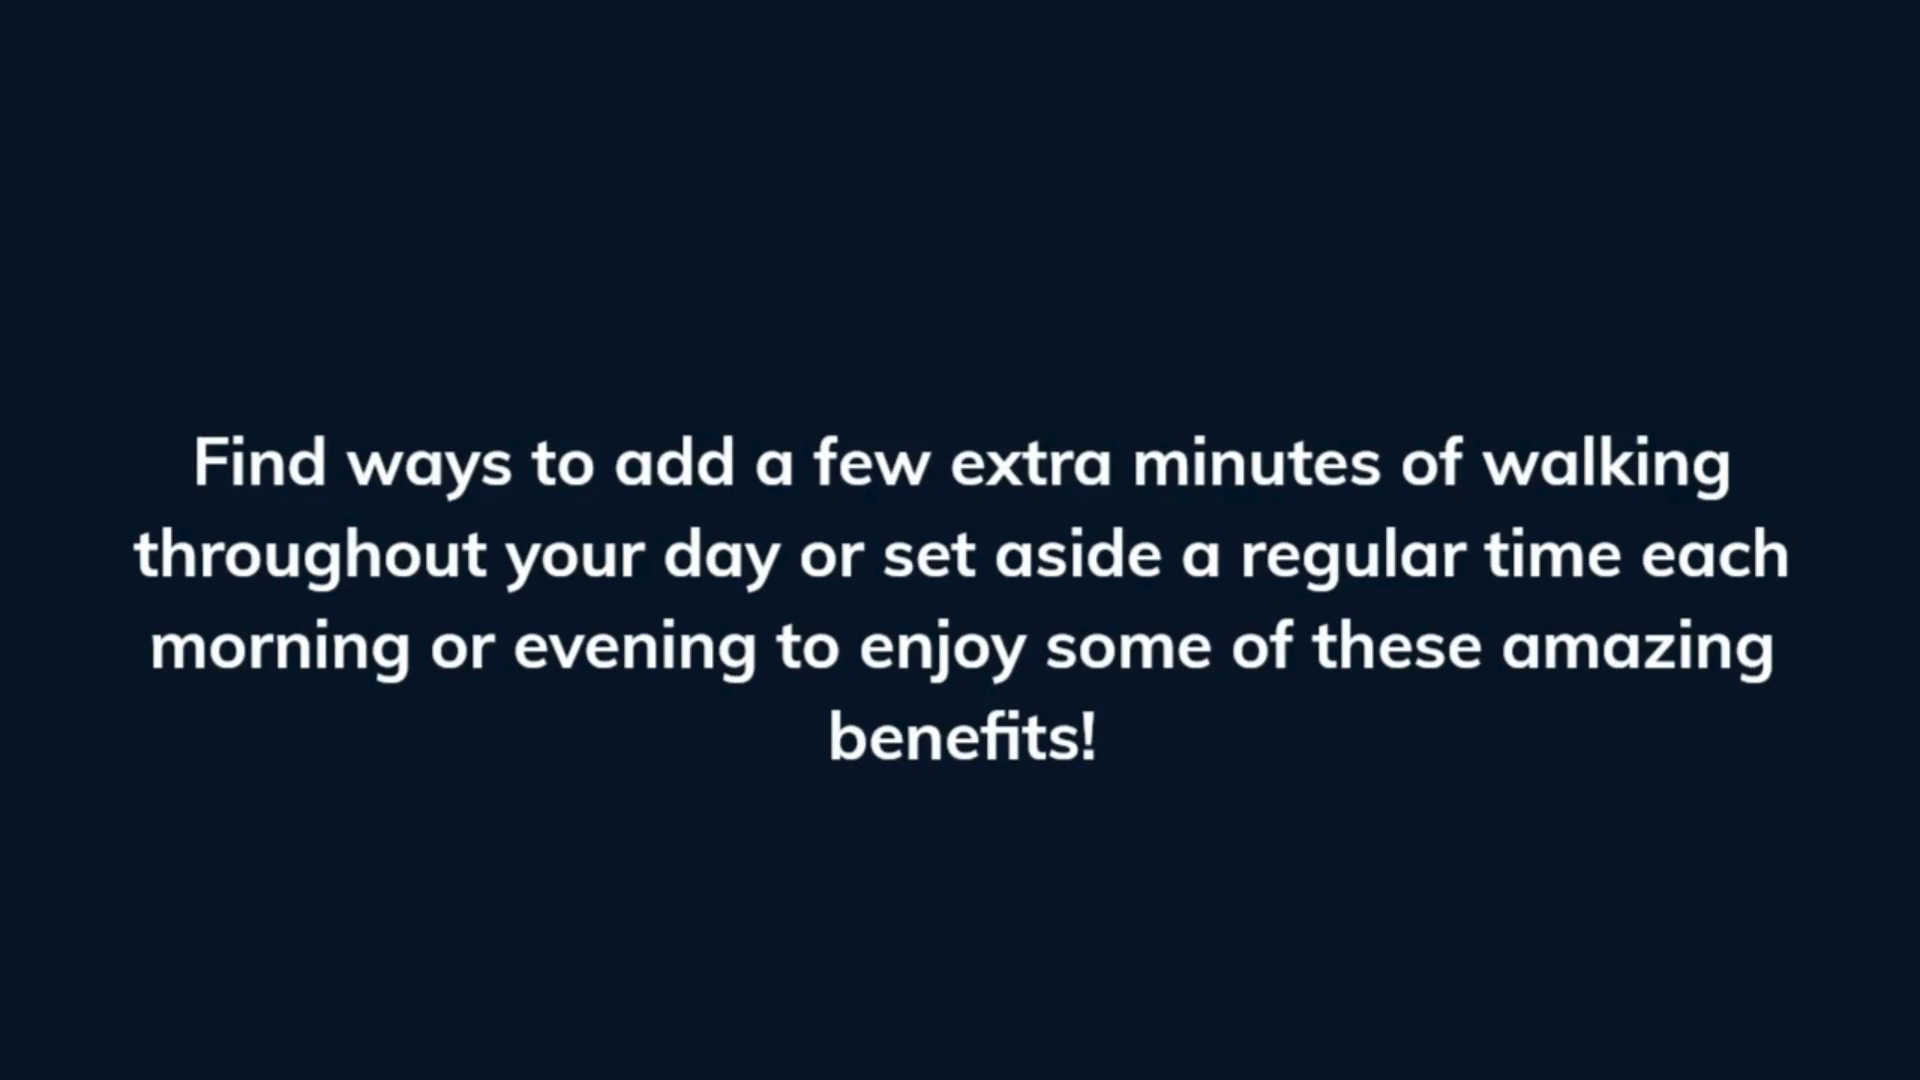 Find ways to add a few extra minutes of walking
throughout your day or set aside a regular time each
morning or evening to enjoy some of these amazing
benefits!